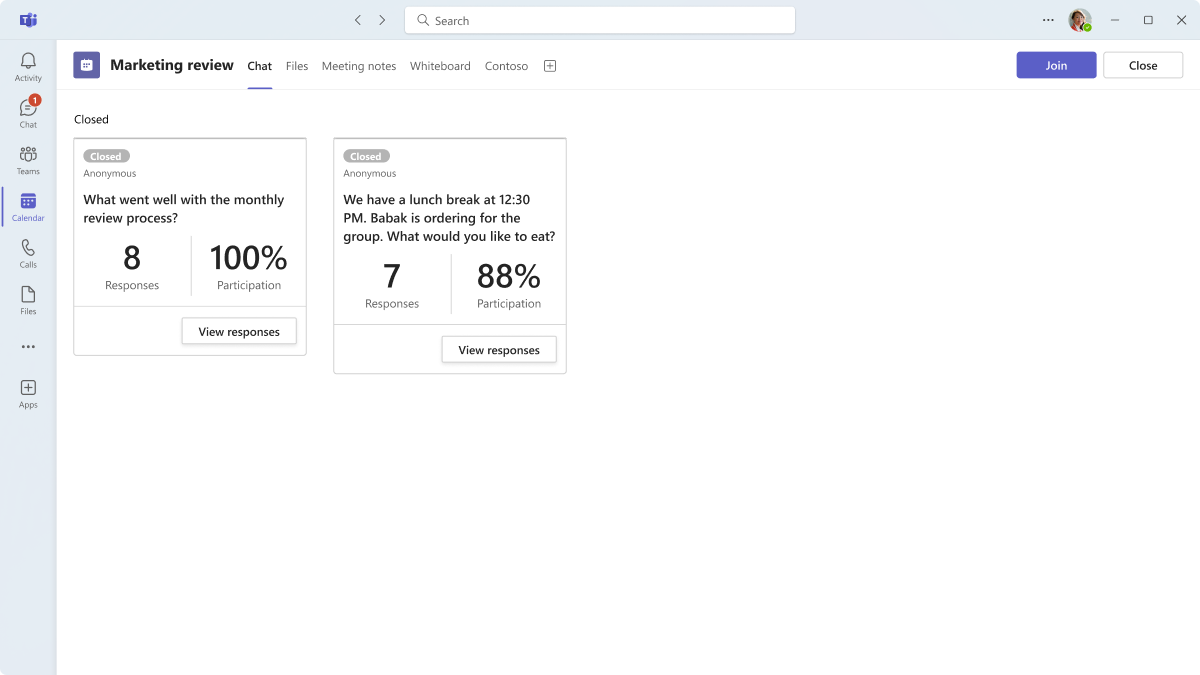 Search
Activity
1
Chat
Teams
Calendar
Calls
Files
Apps
Marketing review
Chat
Files
Meeting notes
Whiteboard
Contoso
Join
Close
Closed
Closed
Anonymous
What went well with the monthly
review process?
8
Responses
100%
Participation
View responses
Closed
Anonymous
We have a lunch break at 12:30
PM. Babak is ordering for the
group. What would you like to eat?
7
Responses
88%
Participation
View responses